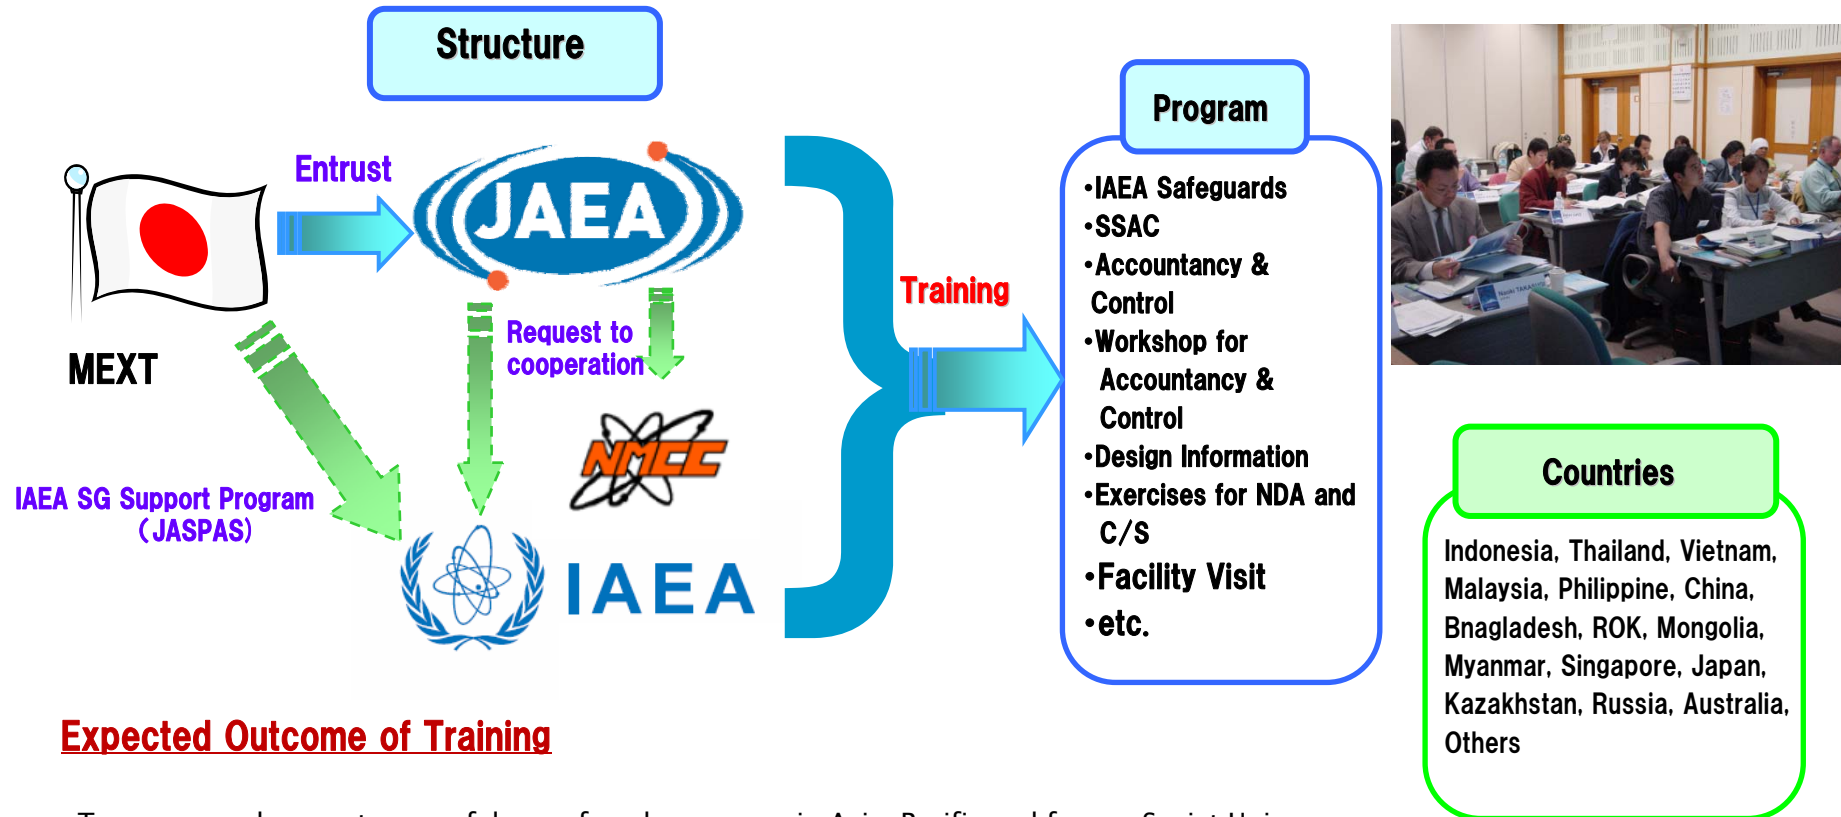 Structure
Entrust
JAEA
MEXT
Request to
cooperation
NMCC
IAEA SG Support Program
(JASPAS)
IAEA
Training
Program
・IAEA Safeguards
・SSAC
・Accountancy &
Control
・Workshop for
Accountancy &
Control
・Design Information
・Exercises for NDA and
C/S
・Facility Visit
・etc.
Countries
Indonesia, Thailand, Vietnam,
Malaysia, Philippine, China,
Bnagladesh, ROK, Mongolia,
Myanmar, Singapore, Japan,
Kazakhstan, Russia, Australia,
Others
Expected Outcome of Training